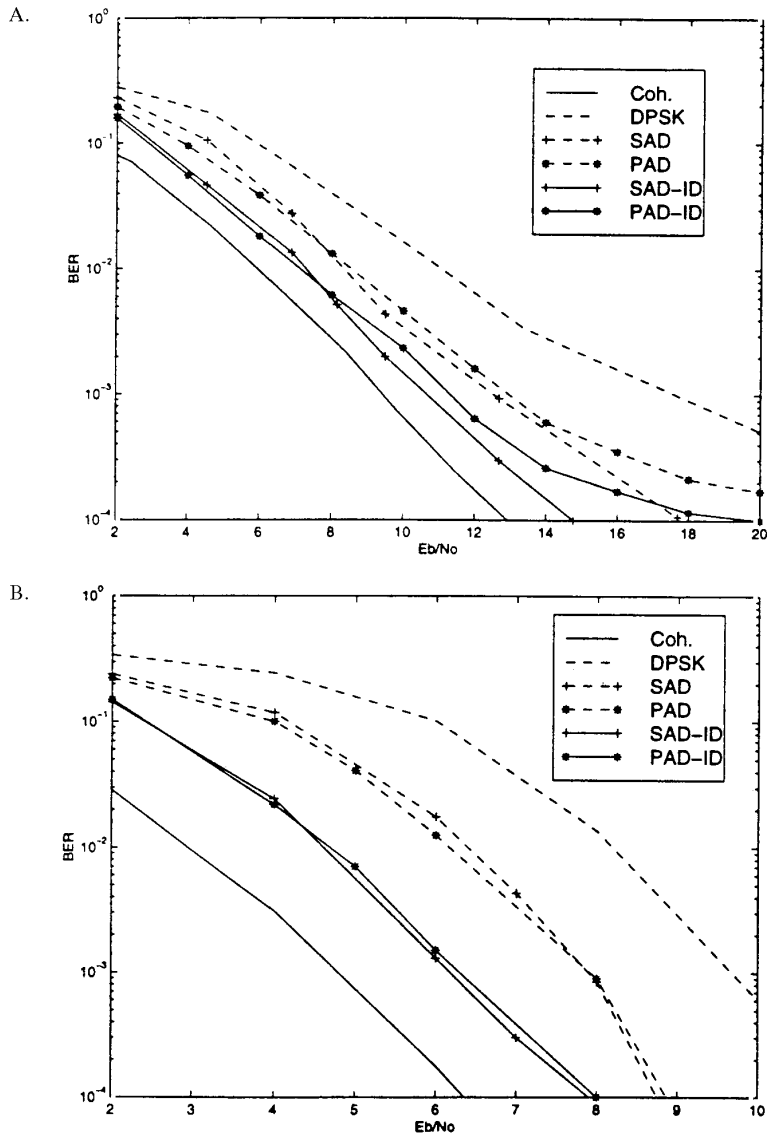 A.
10^0
10^-1
10^-2
10^-3
10^-4
BER
2 4 6 8 10 12 14 16 18 20
Eb/No
Coh.
DPSK
SAD
PAD
SAD-ID
PAD-ID
B.
10^0
10^-1
10^-2
10^-3
10^-4
BER
2 3 4 5 6 7 8 9 10
Eb/No
Coh.
DPSK
SAD
PAD
SAD-ID
PAD-ID